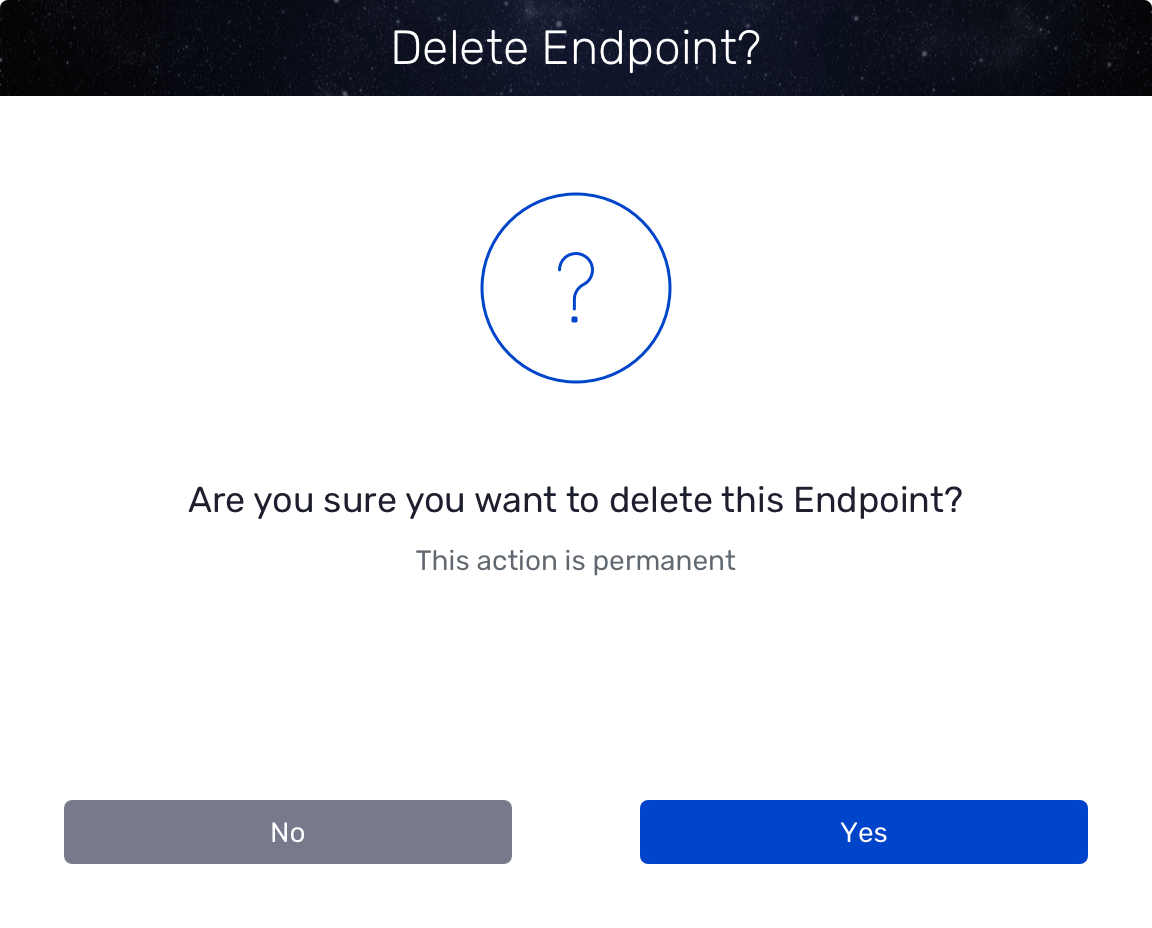 Delete Endpoint?
?
Are you sure you want to delete this Endpoint?
This action is permanent
No
Yes